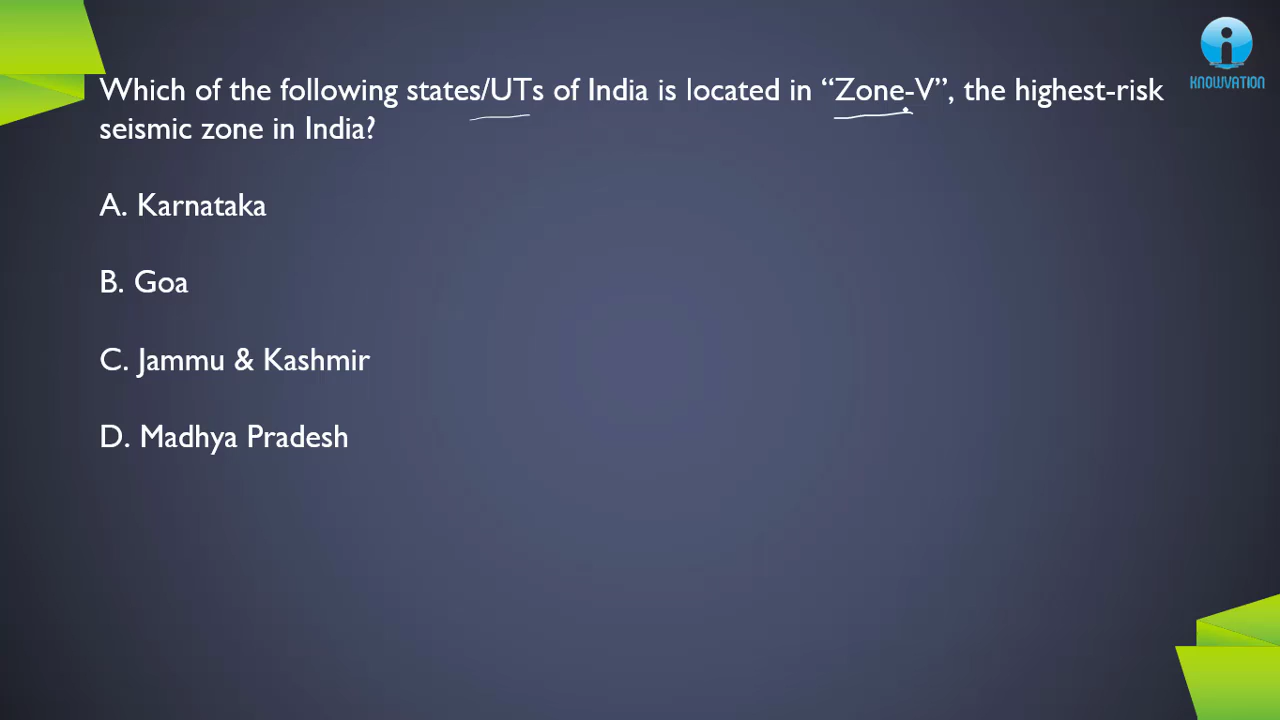 Which of the following states/UTs of India is located in “Zone-V”, the highest-risk
seismic zone in India?
A. Karnataka
B. Goa
C. Jammu & Kashmir
D. Madhya Pradesh
i
KNOWVATION